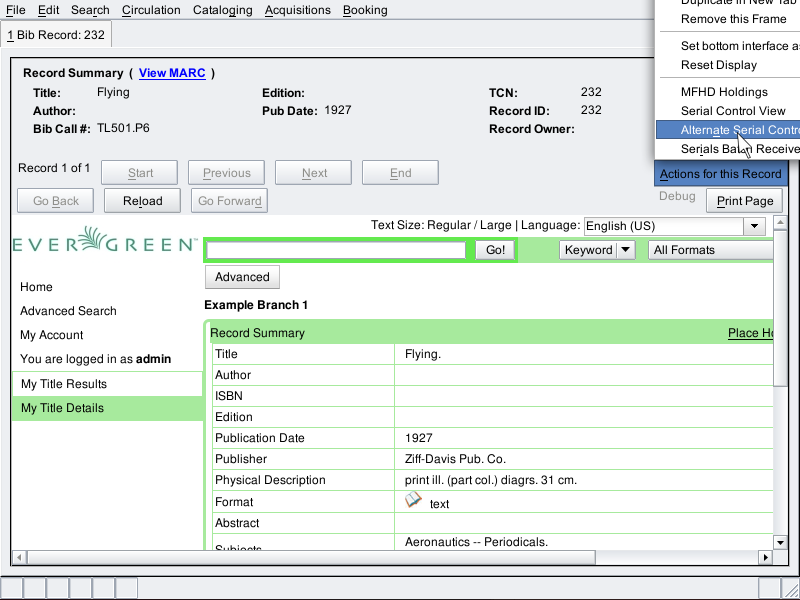 File Edit Search Circulation Cataloging Acquisitions Booking
1 Bib Record: 232
Duplicate in New Tab
Remove this Frame
Set bottom interface as
Reset Display
MFHD Holdings
Serial Control View
Alternate Serial Contro
Serials Batch Receive
Record Summary ( View MARC )
Title: Flying Edition: TCN: 232
Author: Pub Date: 1927 Record ID: 232
Bib Call #: TL501.P6 Record Owner:
Record 1 of 1 Start Previous Next End Actions for this Record
Go Back Reload Go Forward Debug Print Page
Text Size: Regular / Large | Language: English (US)
EVERGREEN Go! Keyword All Formats
Advanced
Home
Example Branch 1
Advanced Search
My Account
You are logged in as admin
My Title Results
My Title Details
Record Summary Place Ho
Title Flying.
Author
ISBN
Edition
Publication Date 1927
Publisher Ziff-Davis Pub. Co.
Physical Description print ill. (part col.) diagrs. 31 cm.
Format text
Abstract
Subjects Aeronautics -- Periodicals.